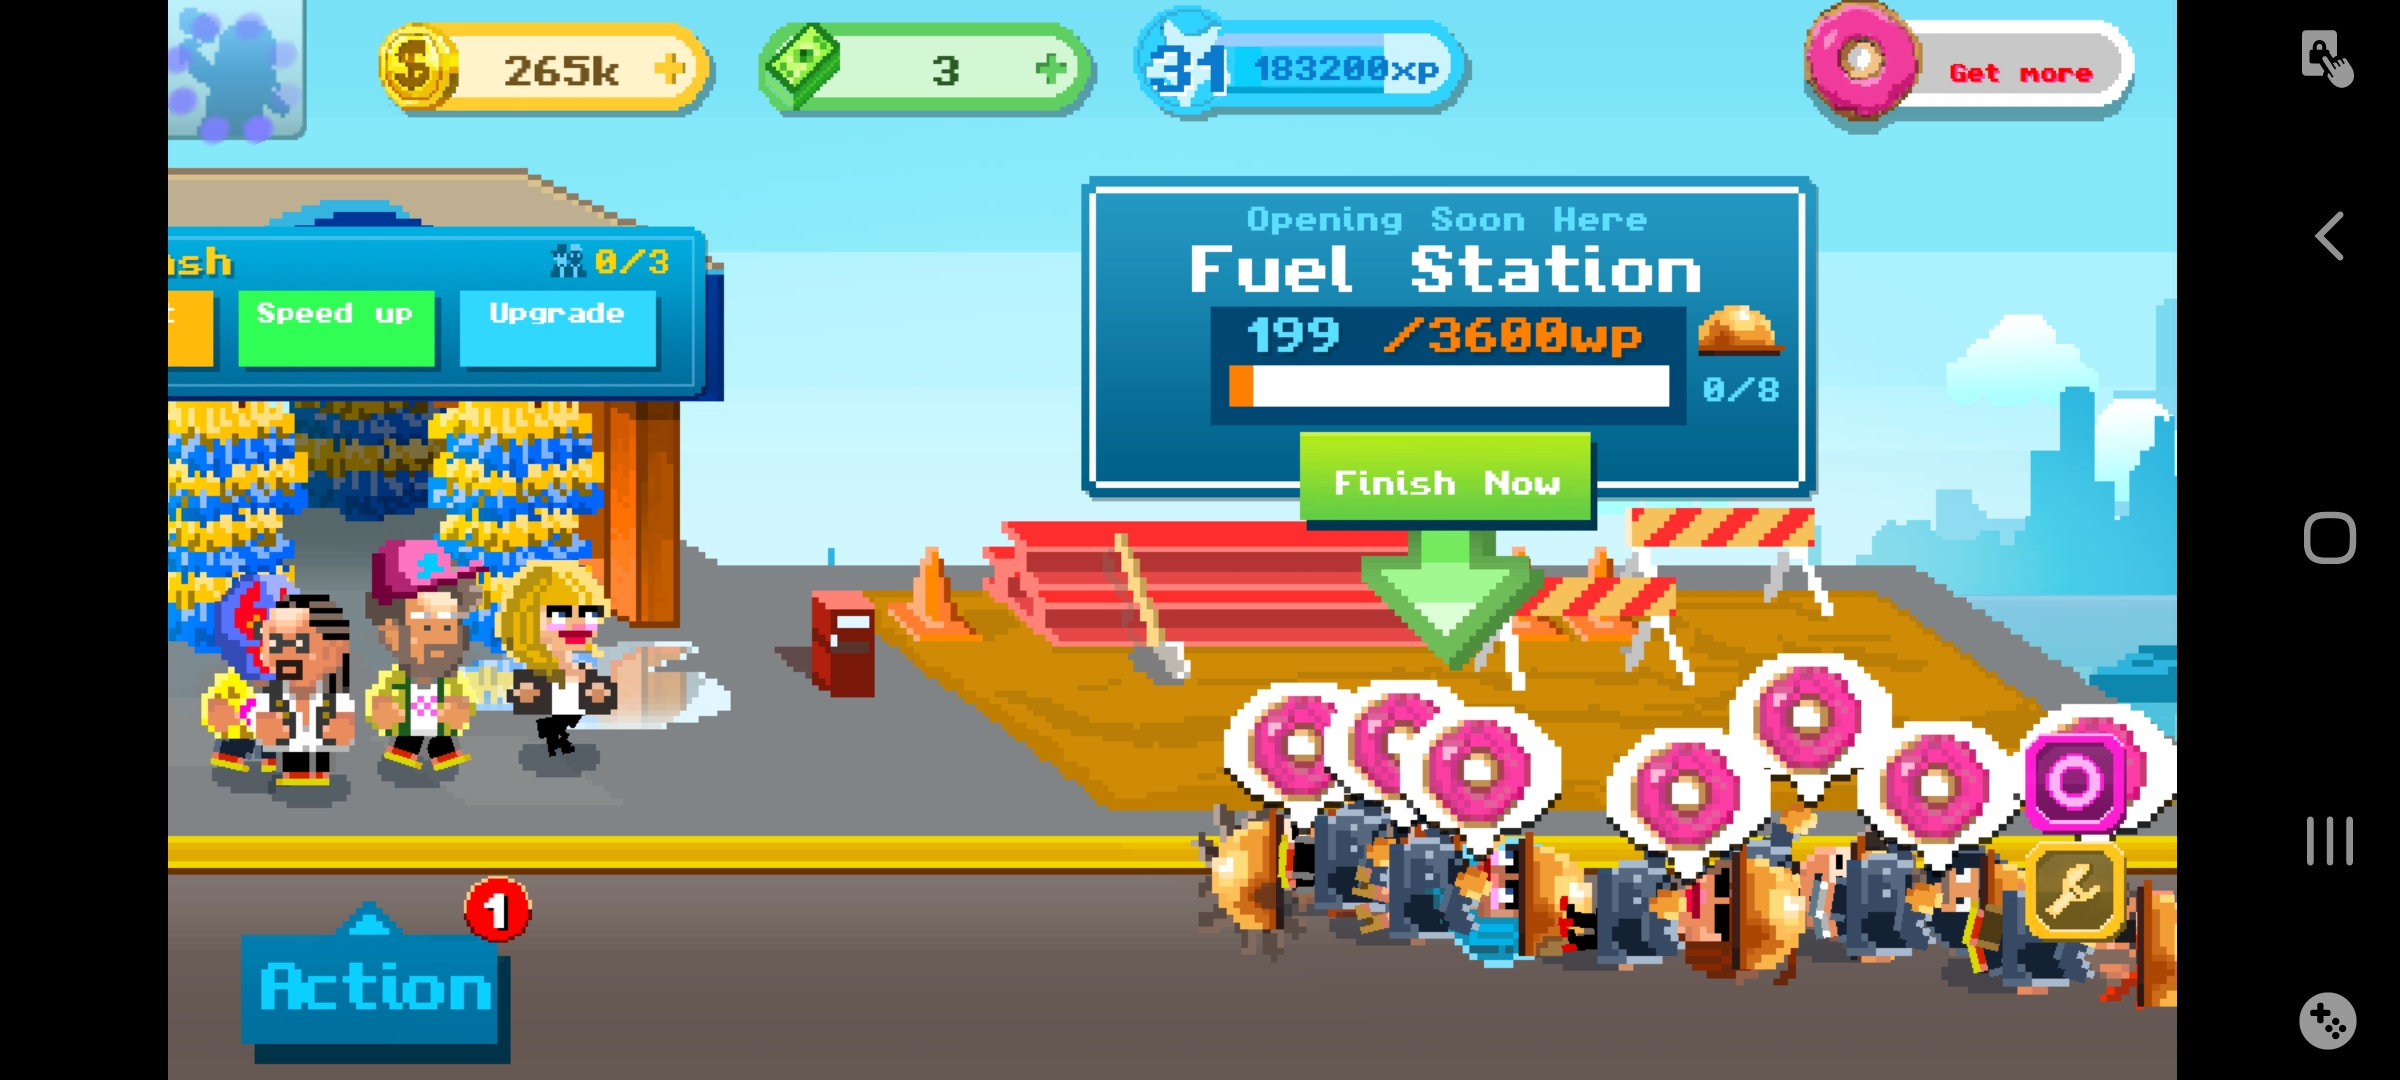 265k
3
31 183200xp
Get more
ash 0/3
t Speed up Upgrade
Opening Soon Here
Fuel Station
199 /3600wp
0/8
Finish Now
1
Action